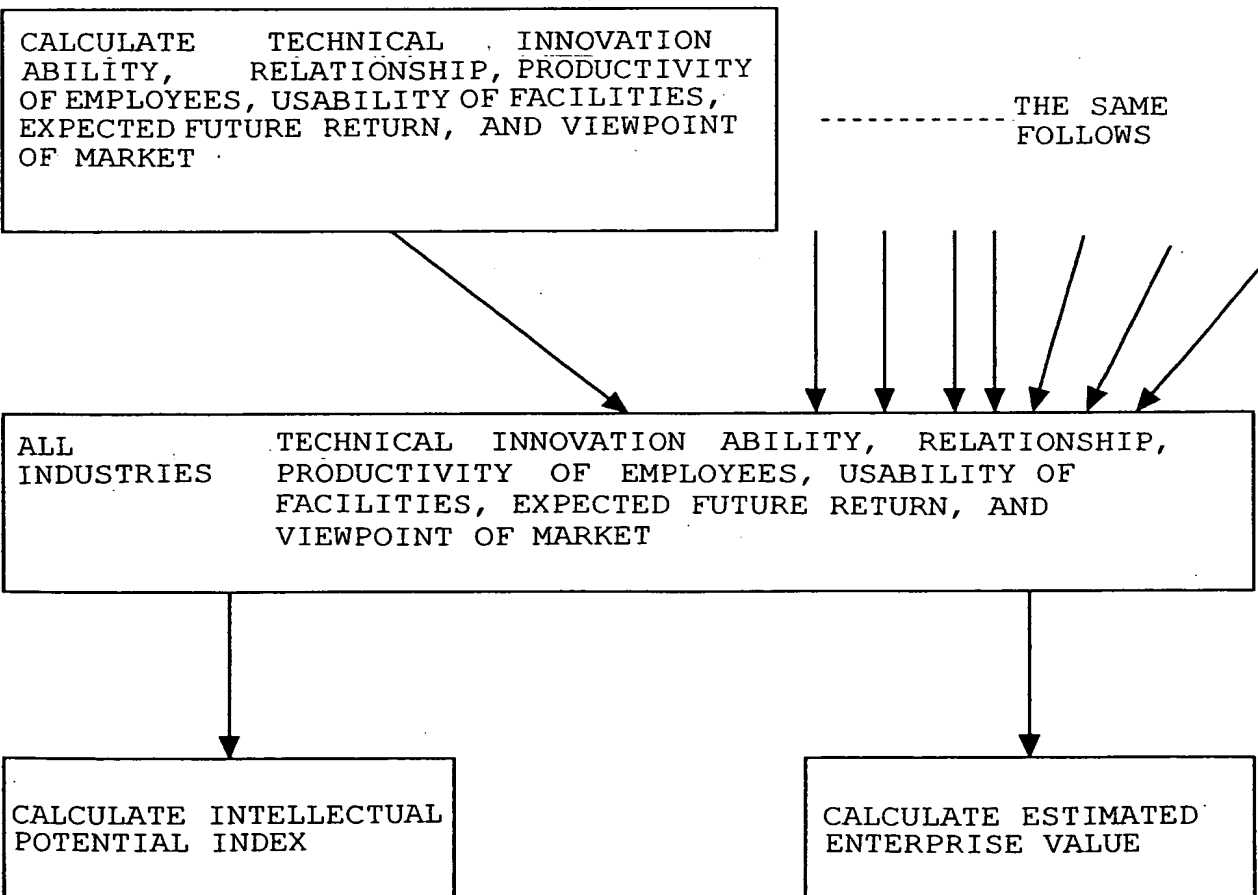 CALCULATE TECHNICAL INNOVATION
ABILITY, RELATIONSHIP, PRODUCTIVITY
OF EMPLOYEES, USABILITY OF FACILITIES,
EXPECTED FUTURE RETURN, AND VIEWPOINT
OF MARKET
THE SAME
FOLLOWS
ALL
INDUSTRIES
TECHNICAL INNOVATION ABILITY, RELATIONSHIP,
PRODUCTIVITY OF EMPLOYEES, USABILITY OF
FACILITIES, EXPECTED FUTURE RETURN, AND
VIEWPOINT OF MARKET
CALCULATE INTELLECTUAL
POTENTIAL INDEX
CALCULATE ESTIMATED
ENTERPRISE VALUE